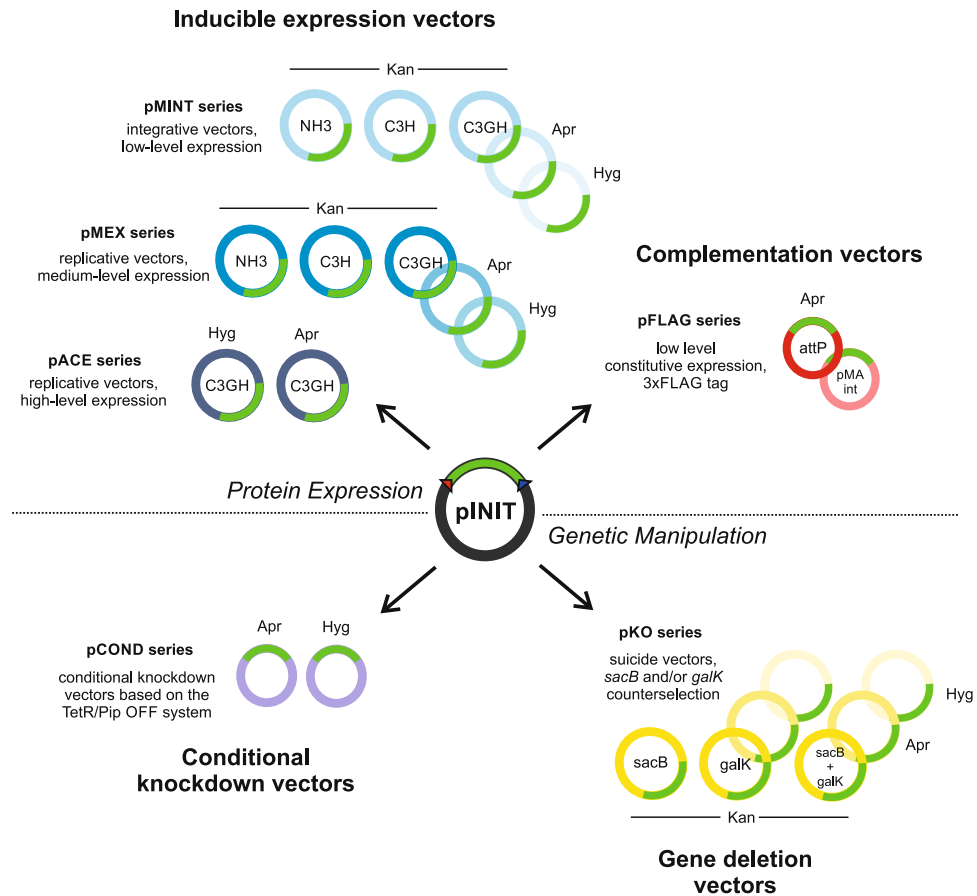 Inducible expression vectors
Kan
pMINT series
integrative vectors,
low-level expression
NH3
C3H
C3GH
Apr
Hyg
Kan
pMEX series
replicative vectors,
medium-level expression
NH3
C3H
C3GH
Apr
Hyg
pACE series
replicative vectors,
high-level expression
Hyg
Apr
C3GH
C3GH
Complementation vectors
pFLAG series
low level
constitutive expression,
3xFLAG tag
Apr
attP
pMA
int
Protein Expression
pINIT
Genetic Manipulation
pCOND series
conditional knockdown
vectors based on the
TetR/Pip OFF system
Apr
Hyg
Conditional
knockdown vectors
pKO series
suicide vectors,
sacB and/or galK
counterselection
Hyg
Apr
sacB
galK
sacB
+
galK
Kan
Gene deletion
vectors